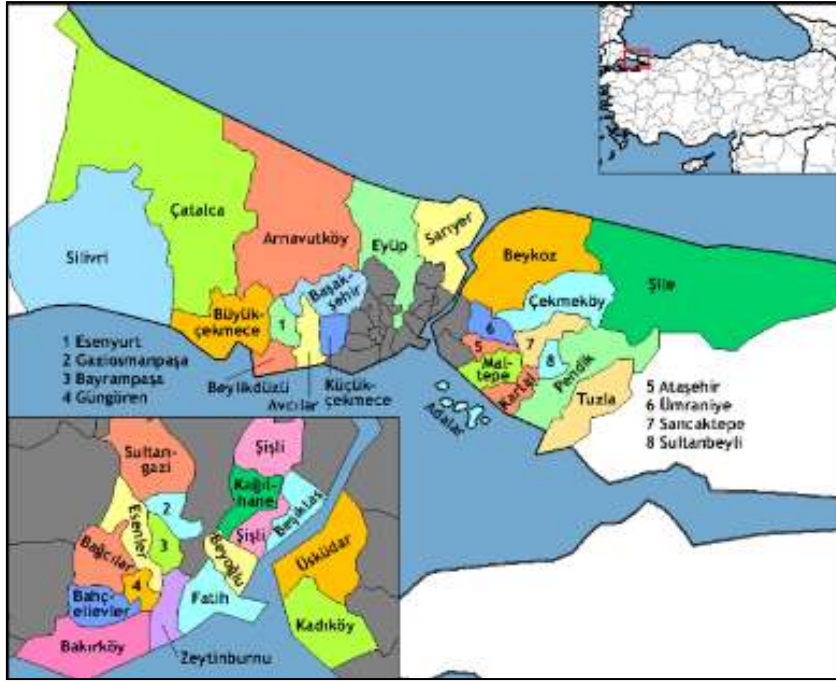 Silivri
Çatalca
Arnavutköy
Eyüp
Sarıyer
Beykoz
Şile
Çekmeköy
Büyük-
çekmece
1
Başak-
şehir
6
5
7
8
Mal-
tepe
Kartal
Pendik
Tuzla
Adalar
Beylikdüzü
Avcılar
Küçük-
çekmece
1 Esenyurt
2 Gaziosmanpaşa
3 Bayrampaşa
4 Güngören
5 Ataşehir
6 Ümraniye
7 Sancaktepe
8 Sultanbeyli
Sultan-
gazi
Şişli
Kağıt-
hane
Beşiktaş
2
Esenler
3
Şişli
Beyoğlu
Üsküdar
Bağcılar
4
Bahç-
elievler
Fatih
Bakırköy
Zeytinburnu
Kadıköy